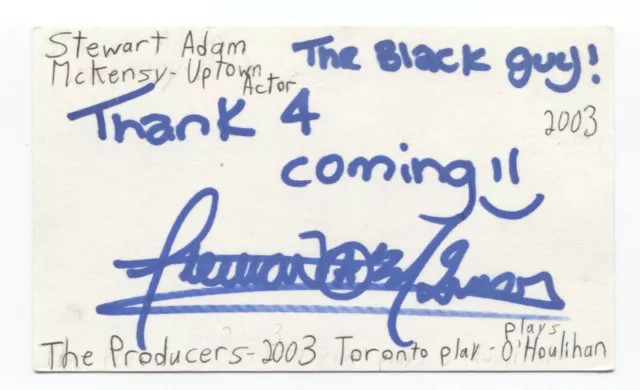 Stewart Adam
McKensy - Uptown
Actor
The Black guy!
2003
Thank 4
coming!!
The Producers - 2003 Toronto play - plays O'Houlihan